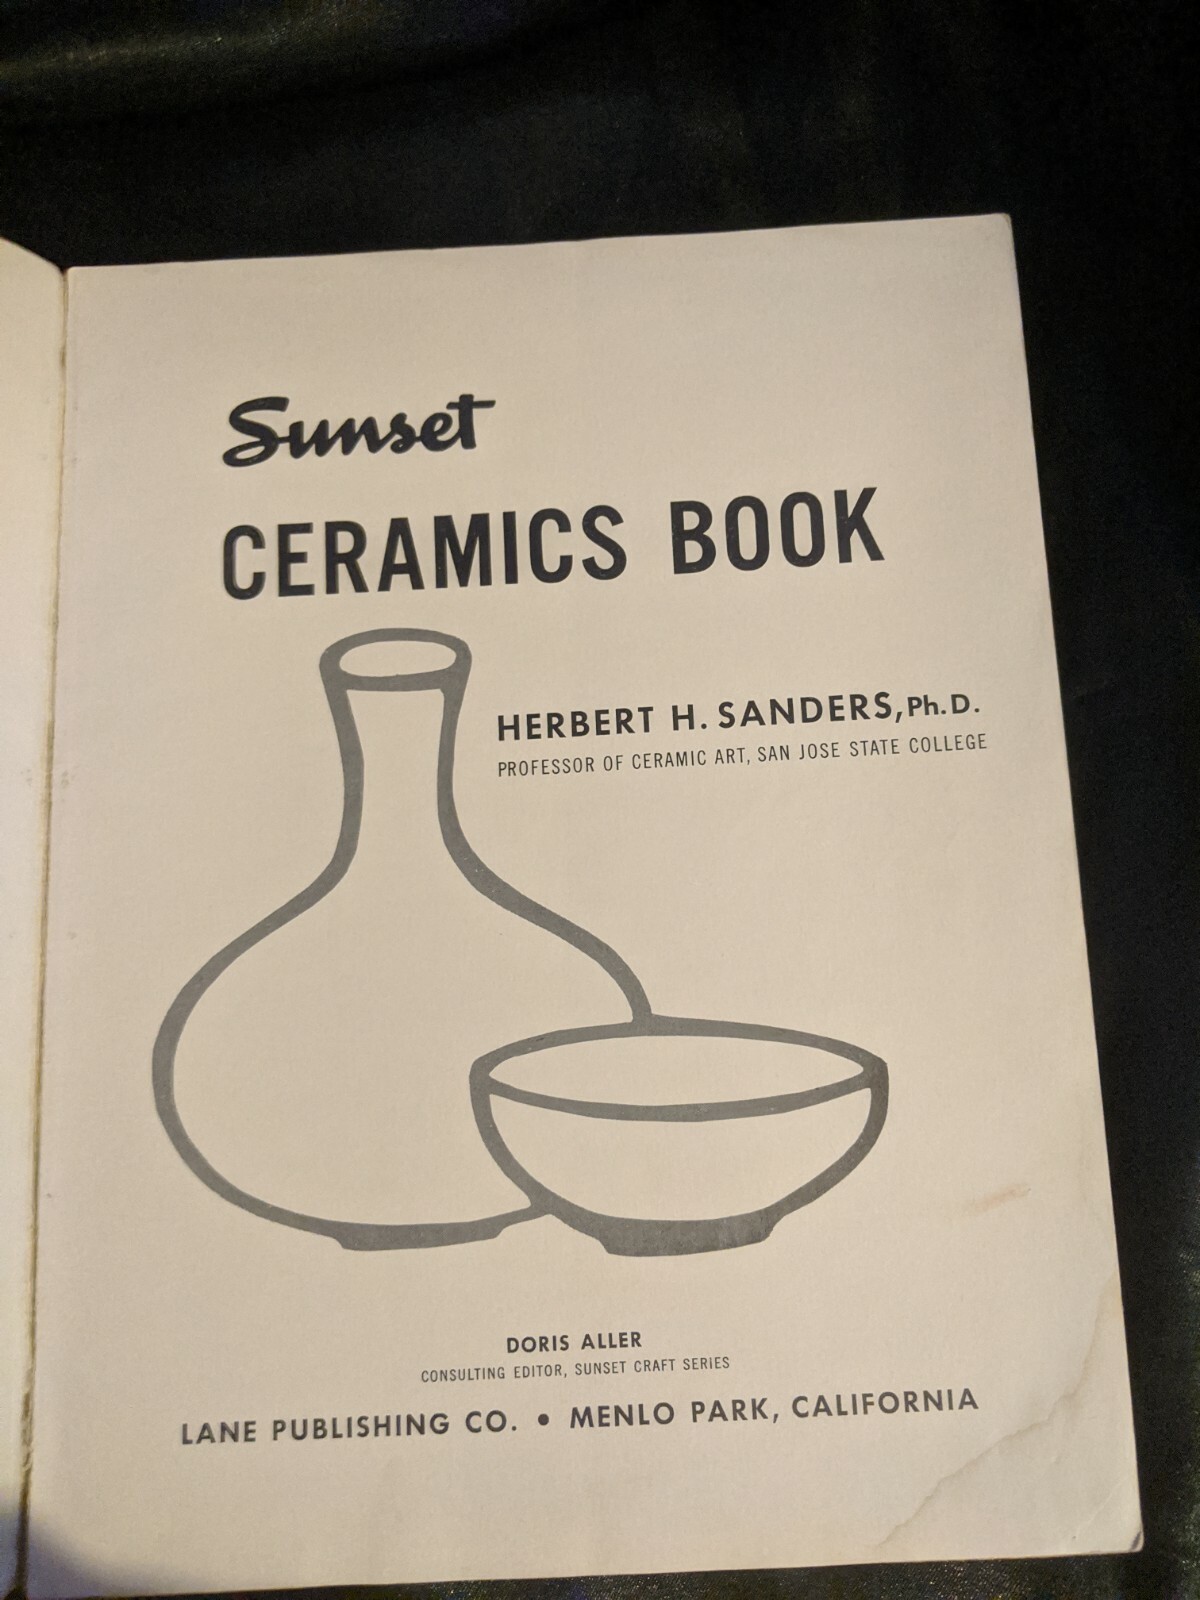 Sunset
CERAMICS BOOK
HERBERT H. SANDERS, Ph.D.
PROFESSOR OF CERAMIC ART, SAN JOSE STATE COLLEGE
DORIS ALLER
CONSULTING EDITOR, SUNSET CRAFT SERIES
LANE PUBLISHING CO. • MENLO PARK, CALIFORNIA